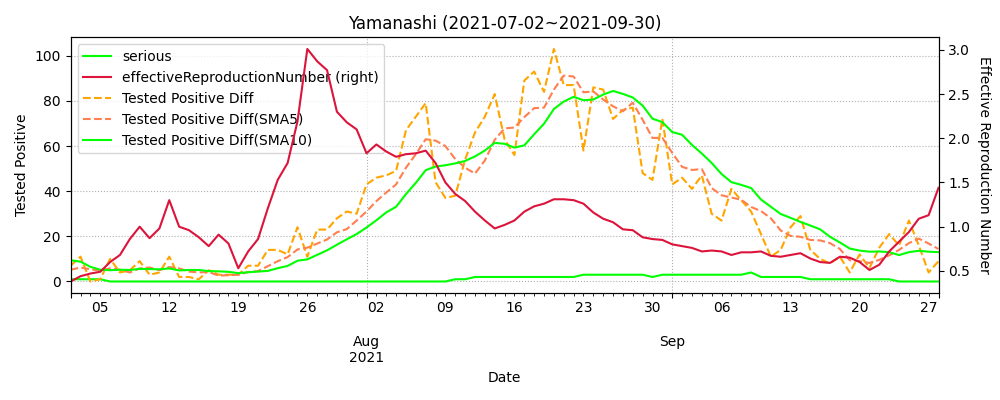 Yamanashi (2021-07-02~2021-09-30)
serious
effectiveReproductionNumber (right)
Tested Positive Diff
Tested Positive Diff(SMA5)
Tested Positive Diff(SMA10)
Tested Positive
100
80
60
40
20
0
3.0
2.5
2.0
1.5
1.0
0.5
Effective Reproduction Number
05 12 19 26 02 09 16 23 30 06 13 20 27
Aug Sep
2021
Date